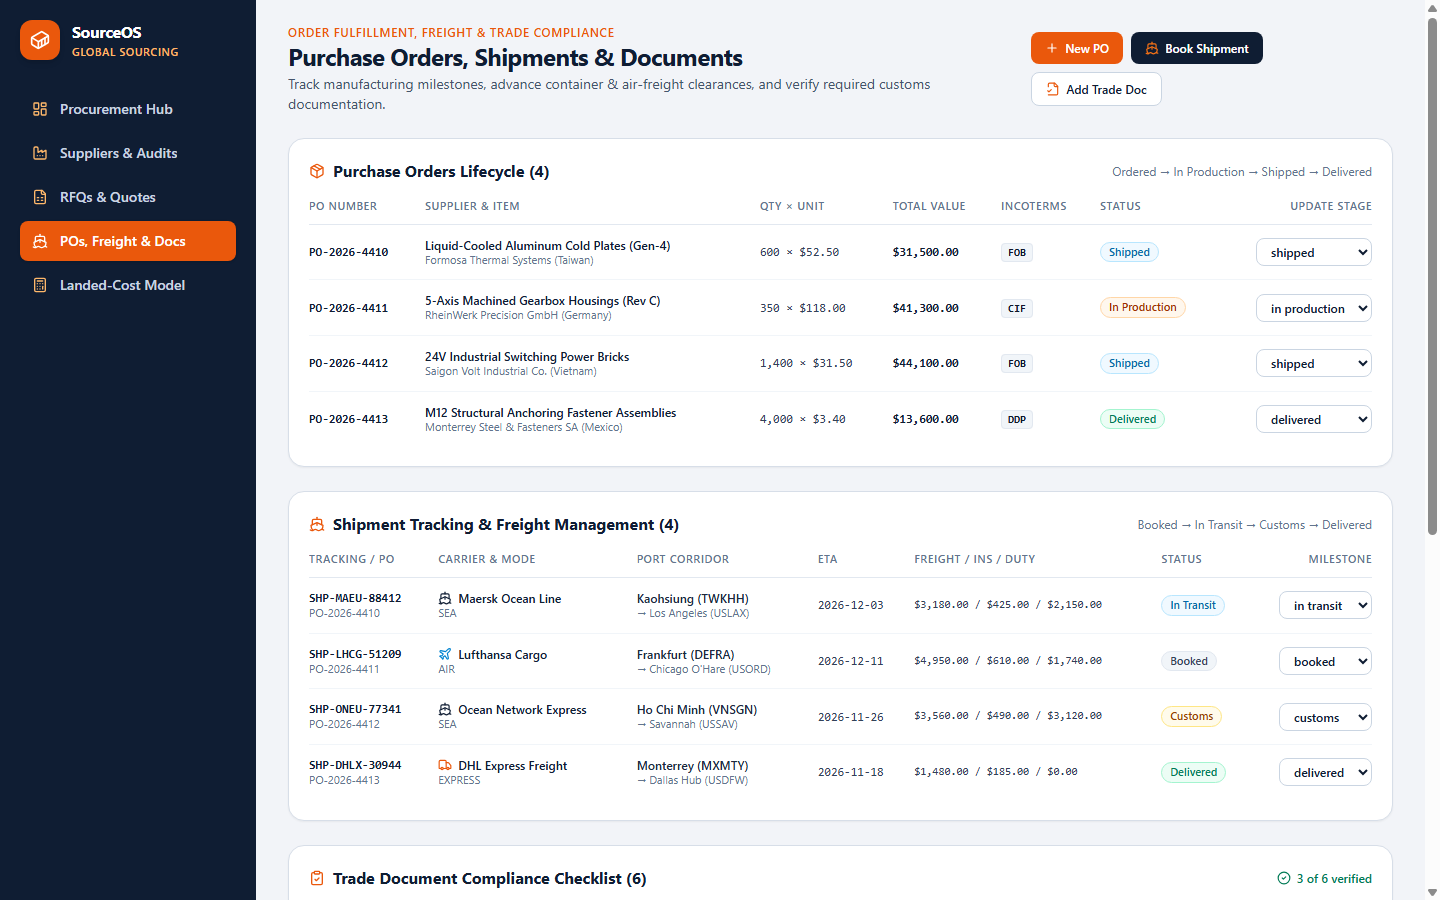 SourceOS
GLOBAL SOURCING
Procurement Hub
Suppliers & Audits
RFQs & Quotes
POs, Freight & Docs
Landed-Cost Model
ORDER FULFILLMENT, FREIGHT & TRADE COMPLIANCE
Purchase Orders, Shipments & Documents
Track manufacturing milestones, advance container & air-freight clearances, and verify required customs
documentation.
New PO
Book Shipment
Add Trade Doc
Purchase Orders Lifecycle (4)
Ordered → In Production → Shipped → Delivered
PO NUMBER SUPPLIER & ITEM QTY × UNIT TOTAL VALUE INCOTERMS STATUS UPDATE STAGE
PO-2026-4410 Liquid-Cooled Aluminum Cold Plates (Gen-4) 600 × $52.50 $31,500.00 FOB Shipped shipped
Formosa Thermal Systems (Taiwan)
PO-2026-4411 5-Axis Machined Gearbox Housings (Rev C) 350 × $118.00 $41,300.00 CIF In Production in production
RheinWerk Precision GmbH (Germany)
PO-2026-4412 24V Industrial Switching Power Bricks 1,400 × $31.50 $44,100.00 FOB Shipped shipped
Saigon Volt Industrial Co. (Vietnam)
PO-2026-4413 M12 Structural Anchoring Fastener Assemblies 4,000 × $3.40 $13,600.00 DDP Delivered delivered
Monterrey Steel & Fasteners SA (Mexico)
Shipment Tracking & Freight Management (4)
Booked → In Transit → Customs → Delivered
TRACKING / PO CARRIER & MODE PORT CORRIDOR ETA FREIGHT / INS / DUTY STATUS MILESTONE
SHP-MAEU-88412 Maersk Ocean Line Kaohsiung (TWKHH) 2026-12-03 $3,180.00 / $425.00 / $2,150.00 In Transit in transit
PO-2026-4410 SEA → Los Angeles (USLAX)
SHP-LHCG-51209 Lufthansa Cargo Frankfurt (DEFRA) 2026-12-11 $4,950.00 / $610.00 / $1,740.00 Booked booked
PO-2026-4411 AIR → Chicago O'Hare (USORD)
SHP-ONEU-77341 Ocean Network Express Ho Chi Minh (VNSGN) 2026-11-26 $3,560.00 / $490.00 / $3,120.00 Customs customs
PO-2026-4412 SEA → Savannah (USSAV)
SHP-DHLX-30944 DHL Express Freight Monterrey (MXMTY) 2026-11-18 $1,480.00 / $185.00 / $0.00 Delivered delivered
PO-2026-4413 EXPRESS → Dallas Hub (USDFW)
Trade Document Compliance Checklist (6)
3 of 6 verified